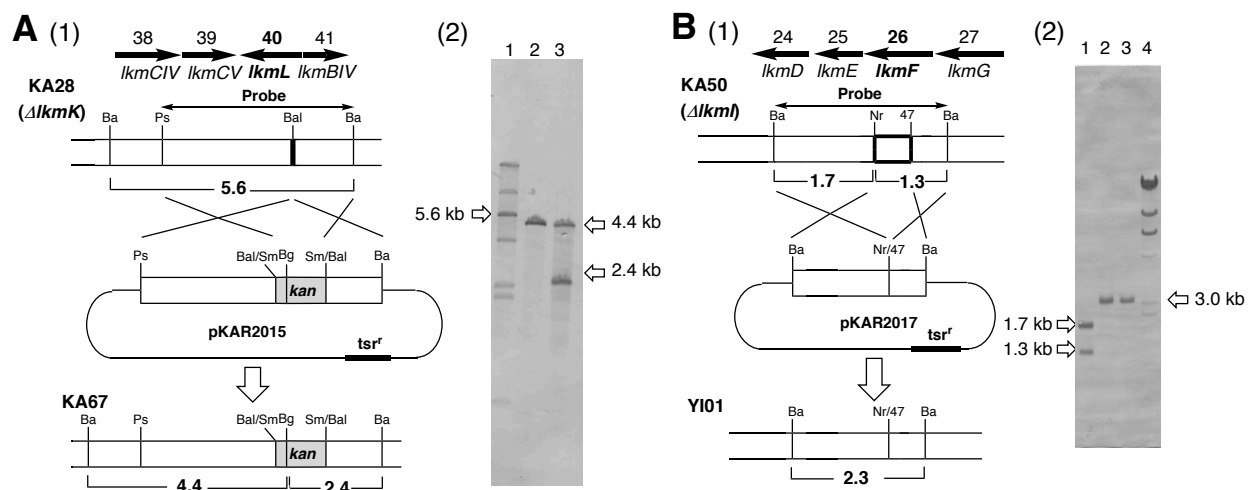 A (1)
38 39 40 41
lkmCIV lkmCV lkmL lkmBIV
KA28
(ΔlkmK)
Probe
Ba Ps Bal Ba
5.6
Ps Bal/Sm Bg Sm/Bal Ba
kan
pKAR2015
tsrʳ
KA67
Ba Ps Bal/Sm Bg Sm/Bal Ba
kan
4.4 2.4
(2)
1 2 3
5.6 kb
4.4 kb
2.4 kb
B (1)
24 25 26 27
lkmD lkmE lkmF lkmG
KA50
(ΔlkmI)
Probe
Ba Nr 47 Ba
1.7 1.3
Ba Nr/47 Ba
pKAR2017
tsrʳ
YI01
Ba Nr/47 Ba
2.3
(2)
1 2 3 4
3.0 kb
1.7 kb
1.3 kb